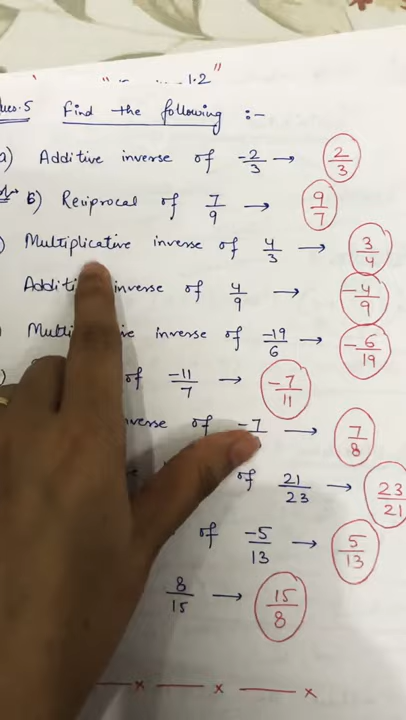 1.2"
Ques.5 Find the following :-
a) Additive inverse of -2/3 → 2/3
b) Reciprocal of 7/9 → 9/7
) Multiplicative inverse of 4/3 → 3/4
Additi inverse of 4/9 → -4/9
) Multi ve inverse of -19/6 → -6/19
) of -11/7 → -7/11
verse of -7 → 7/8
of 21/23 → 23/21
of -5/13 → 5/13
8/15 → 15/8
x x x